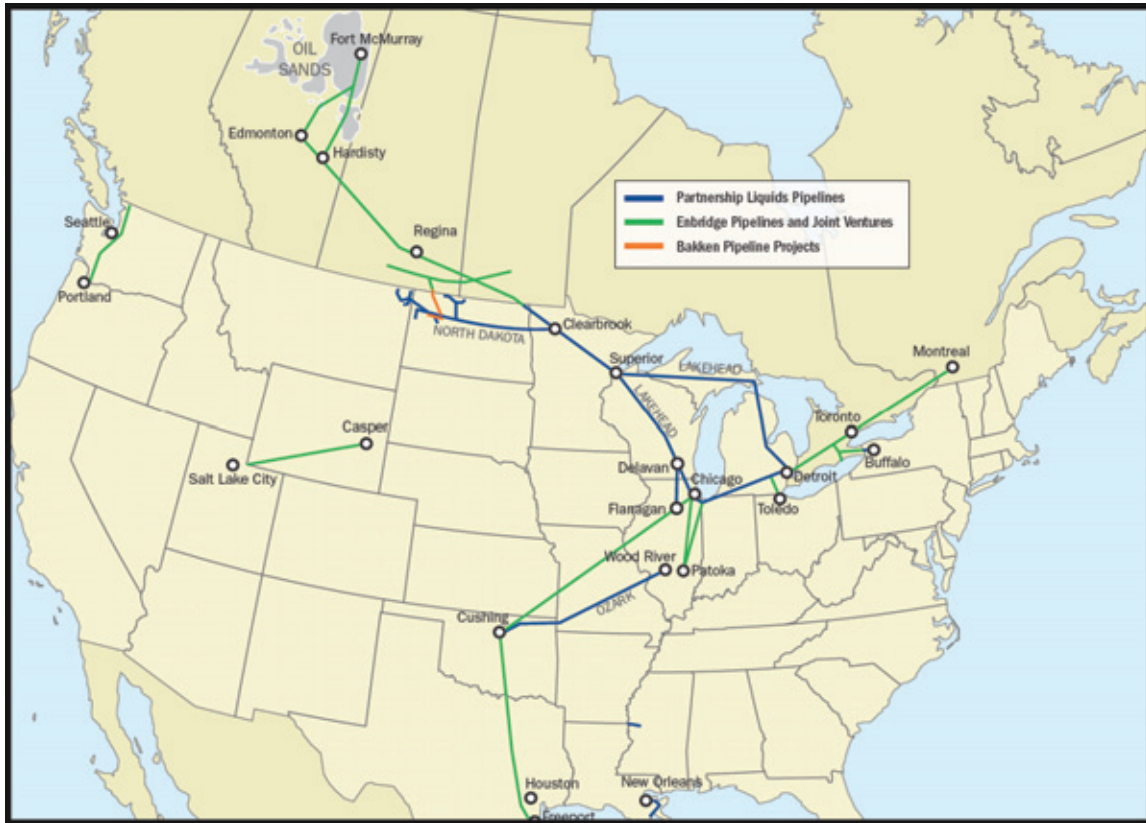 Fort McMurray
OIL
SANDS
Edmonton
Hardisty
Partnership Liquids Pipelines
Enbridge Pipelines and Joint Ventures
Bakken Pipeline Projects
Seattle
Regina
Portland
NORTH DAKOTA
Clearbrook
Superior
LAKEHEAD
Montreal
LAKEHEAD
Toronto
Casper
Salt Lake City
Delavan
Chicago
Detroit
Buffalo
Flanagan
Toledo
Wood River
Patoka
OZARK
Cushing
Houston
New Orleans
Freeport